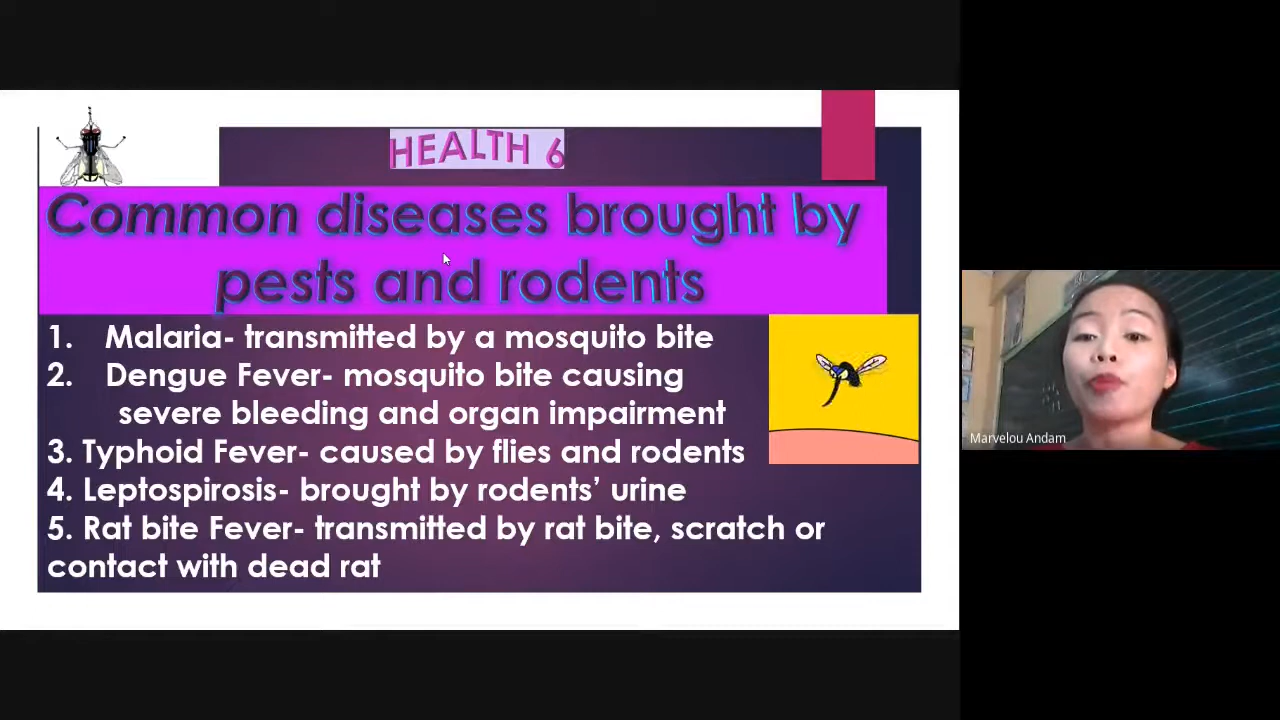 HEALTH 6
Common diseases brought by
pests and rodents
1. Malaria- transmitted by a mosquito bite
2. Dengue Fever- mosquito bite causing
severe bleeding and organ impairment
3. Typhoid Fever- caused by flies and rodents
4. Leptospirosis- brought by rodents’ urine
5. Rat bite Fever- transmitted by rat bite, scratch or
contact with dead rat
Marvelou Andam